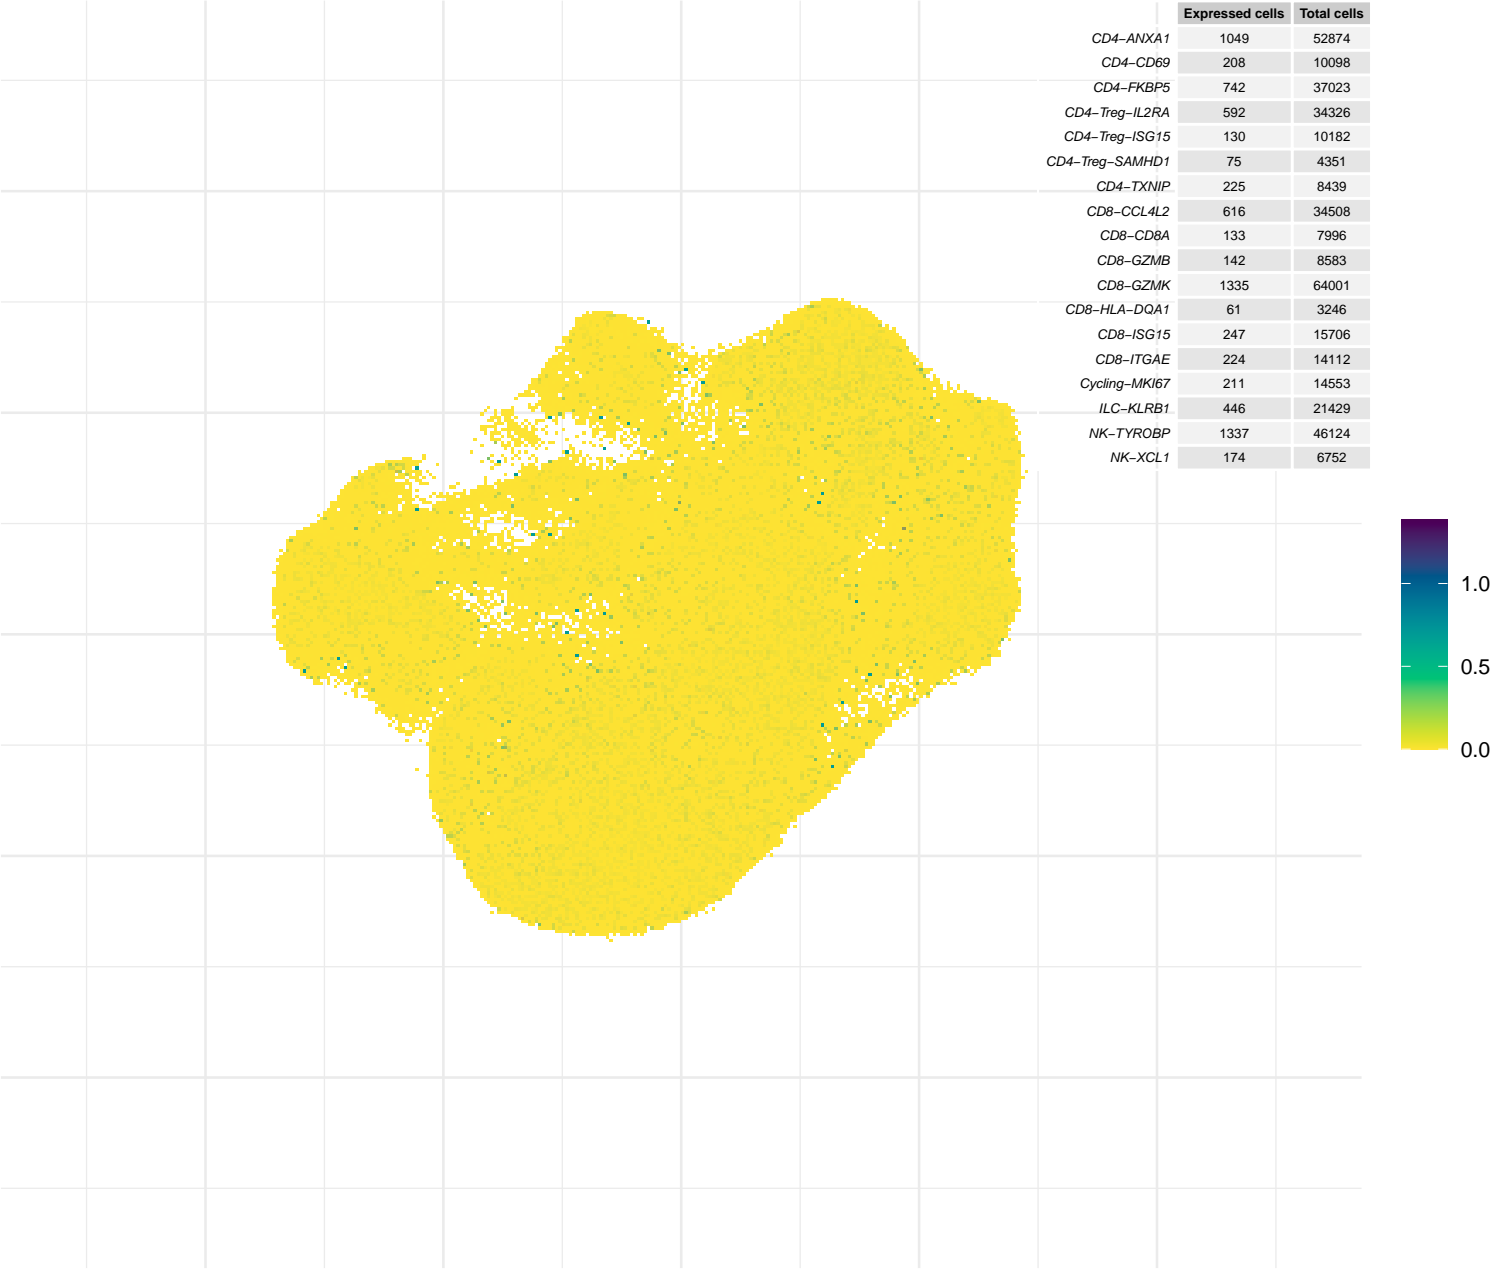 Expressed cells Total cells
CD4−ANXA1 1049 52874
CD4−CD69 208 10098
CD4−FKBP5 742 37023
CD4−Treg−IL2RA 592 34326
CD4−Treg−ISG15 130 10182
CD4−Treg−SAMHD1 75 4351
CD4−TXNIP 225 8439
CD8−CCL4L2 616 34508
CD8−CD8A 133 7996
CD8−GZMB 142 8583
CD8−GZMK 1335 64001
CD8−HLA−DQA1 61 3246
CD8−ISG15 247 15706
CD8−ITGAE 224 14112
Cycling−MKI67 211 14553
ILC−KLRB1 446 21429
NK−TYROBP 1337 46124
NK−XCL1 174 6752
1.0
0.5
0.0